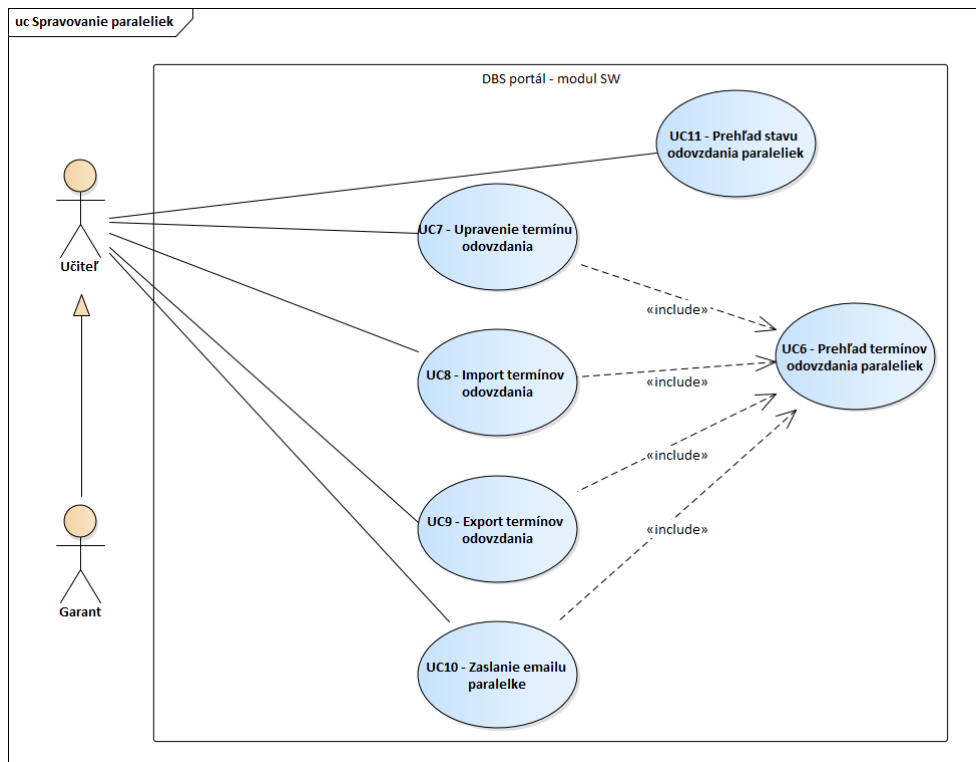 uc Spravovanie paraleliek
DBS portál - modul SW
UC11 - Prehľad stavu
odovzdania paraleliek
UC7 - Upravenie termínu
odovzdania
Učiteľ
«include»
UC6 - Prehľad termínov
odovzdania paraleliek
UC8 - Import termínov
odovzdania
«include»
«include»
UC9 - Export termínov
odovzdania
«include»
Garant
UC10 - Zaslanie emailu
paralelke